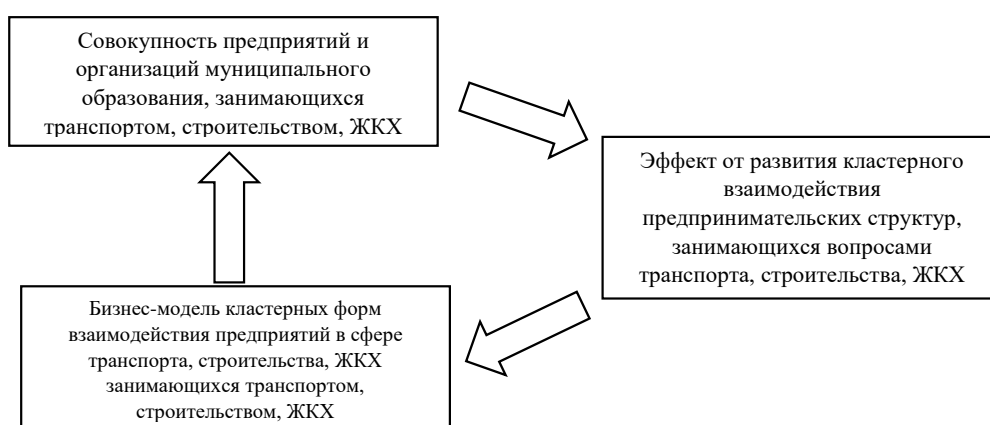 Совокупность предприятий и
организаций муниципального
образования, занимающихся
транспортом, строительством, ЖКХ
Эффект от развития кластерного
взаимодействия
предпринимательских структур,
занимающихся вопросами
транспорта, строительства, ЖКХ
Бизнес-модель кластерных форм
взаимодействия предприятий в сфере
транспорта, строительства, ЖКХ
занимающихся транспортом,
строительством, ЖКХ